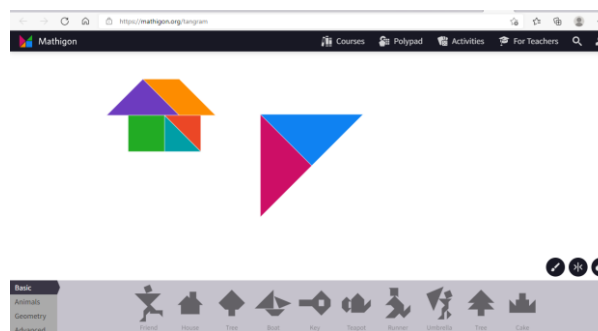 https://mathigon.org/tangram
Mathigon Courses Polypad Activities For Teachers
Basic
Animals
Geometry
Advanced
Friend House Tree Boat Key Teapot Runner Umbrella Tree Cake